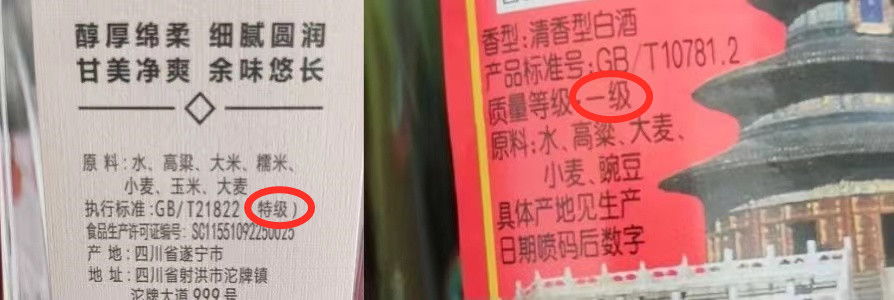 醇厚绵柔 细腻圆润
甘美净爽 余味悠长
原料:水、高粱、大米、糯米、
小麦、玉米、大麦
执行标准:GB/T21822(特级)
食品生产许可证编号:SC11551092250025
产地:四川省遂宁市
地址:四川省射洪市沱牌镇
沱牌大道999号
香型:清香型白酒
产品标准号:GB/T10781.2
质量等级:一级
原料:水、高粱、大麦、
小麦、豌豆
具体产地见生产
日期喷码后数字